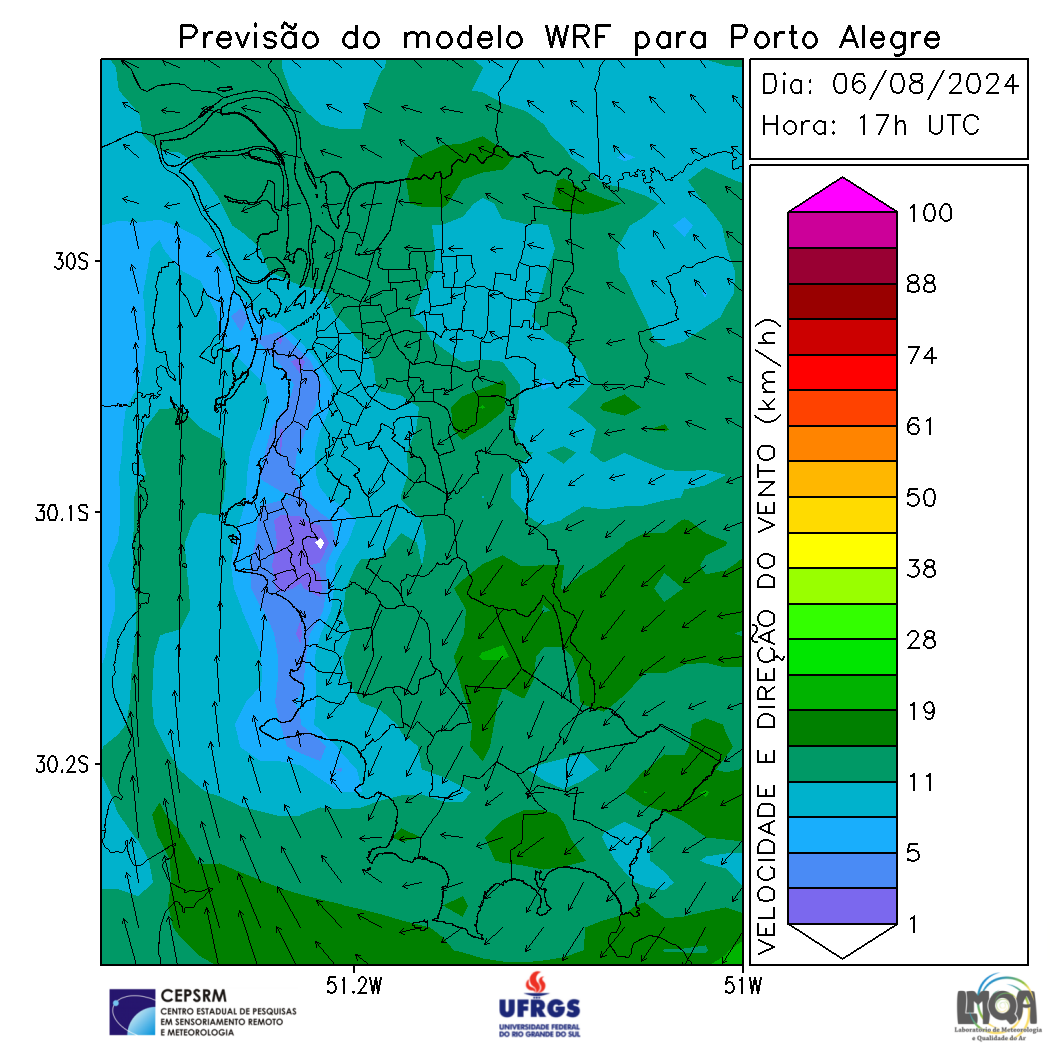 Previsão do modelo WRF para Porto Alegre
Dia: 06/08/2024
Hora: 17h UTC
30S
30.1S
30.2S
51.2W
51W
VELOCIDADE E DIREÇÃO DO VENTO (km/h)
100
88
74
61
50
38
28
19
11
5
1
CEPSRM
CENTRO ESTADUAL DE PESQUISAS
EM SENSORIAMENTO REMOTO
E METEOROLOGIA
UFRGS
UNIVERSIDADE FEDERAL
DO RIO GRANDE DO SUL
LMQA
Laboratório de Meteorologia
e Qualidade do Ar